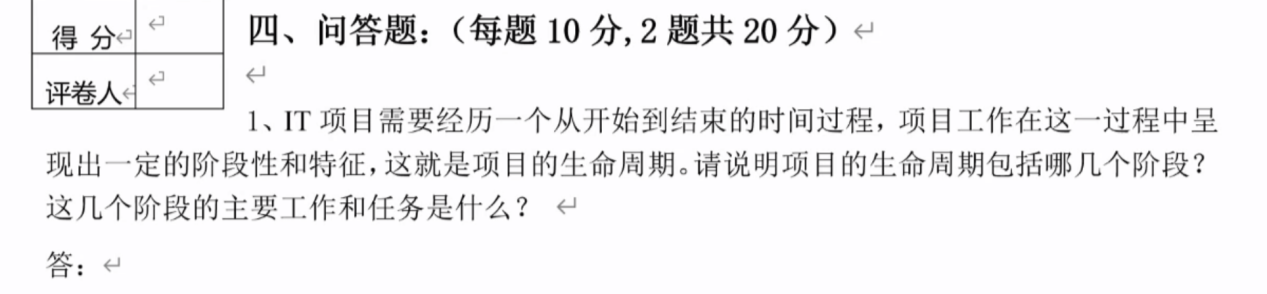 得 分
四、问答题：（每题 10 分, 2 题共 20 分）
评卷人
1、IT 项目需要经历一个从开始到结束的时间过程，项目工作在这一过程中呈
现出一定的阶段性和特征，这就是项目的生命周期。请说明项目的生命周期包括哪几个阶段？
这几个阶段的主要工作和任务是什么？
答：